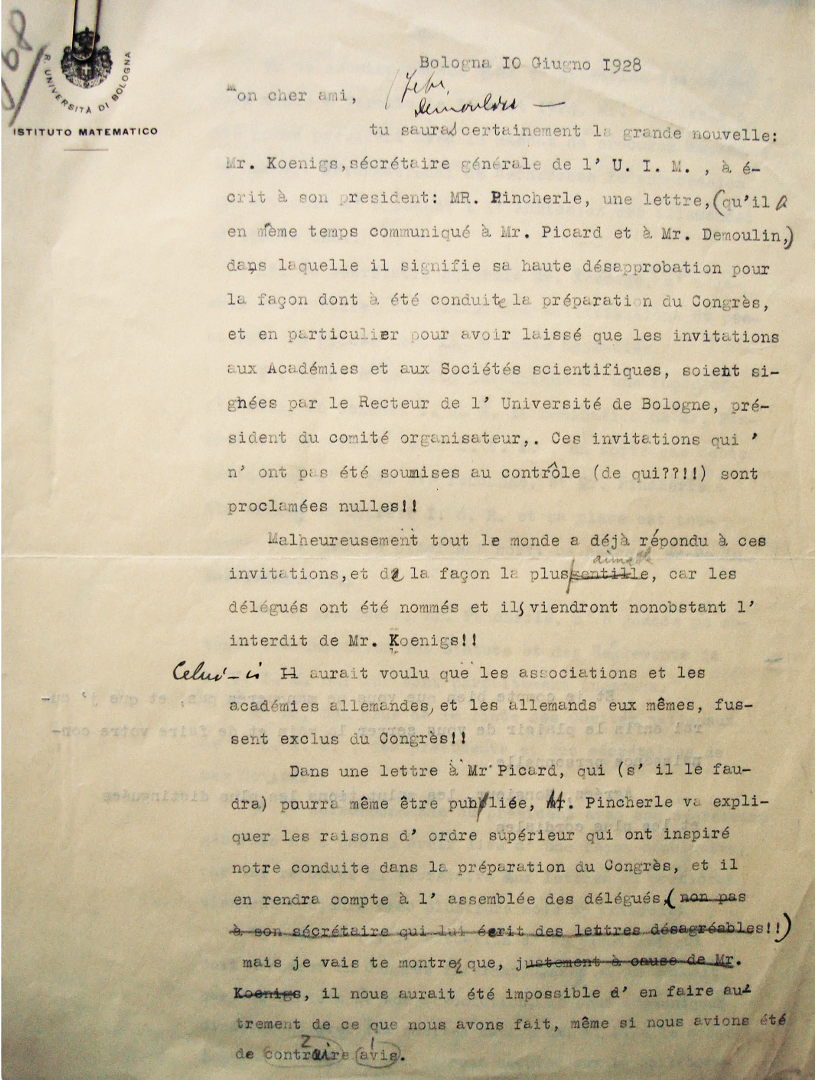 R. UNIVERSITÀ DI BOLOGNA
ISTITUTO MATEMATICO
Bologna 10 Giugno 1928
Mon cher ami,
Demoulin —
tu sauras certainement la grande nouvelle:
Mr. Koenigs,sécrétaire générale de l' U. I. M. , à é-
crit à son president: MR. Pincherle, une lettre,(qu'il a
en même temps communiqué à Mr. Picard et à Mr. Demoulin,)
dans laquelle il signifie sa haute désapprobation pour
la façon dont à été conduite la préparation du Congrès,
et en particulier pour avoir laissé que les invitations
aux Académies et aux Sociétés scientifiques, soient si-
gnées par le Recteur de l' Université de Bologne, pré-
sident du comité organisateur,. Ces invitations qui '
n' ont pas été soumises au contrôle (de qui??!!) sont
proclamées nulles!!
Malheureusement tout le monde a déjà répondu à ces
aimable
invitations,et de la façon la plus gentille, car les
délégués ont été nommés et ils viendront nonobstant l'
interdit de Mr. Koenigs!!
Celui-ci Il aurait voulu que les associations et les
académies allemandes, et les allemands eux mêmes, fus-
sent exclus du Congrès!!
Dans une lettre à Mr Picard, qui (s' il le fau-
dra) pourra même être publiée, M. Pincherle va expli-
quer les raisons d' ordre supérieur qui ont inspiré
notre conduite dans la préparation du Congrès, et il
en rendra compte à l' assemblée des délégués,( non pas
à son sécrétaire qui lui écrit des lettres désagréables!!)
mais je vais te montrer que, justement à cause de Mr.
Koenigs, il nous aurait été impossible d' en faire au-
trement de ce que nous avons fait, même si nous avions été
2 1
de contraire avis.